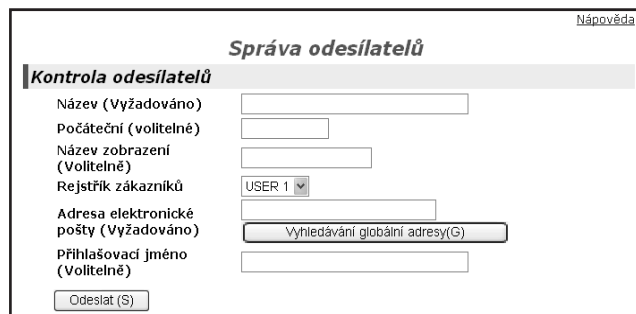 Nápověda
Správa odesílatelů
Kontrola odesílatelů
Název (Vyžadováno)
Počáteční (volitelné)
Název zobrazení
(Volitelně)
Rejstřík zákazníků USER 1
Adresa elektronické
pošty (Vyžadováno)
Vyhledávání globální adresy(G)
Přihlašovací jméno
(Volitelně)
Odeslat (S)